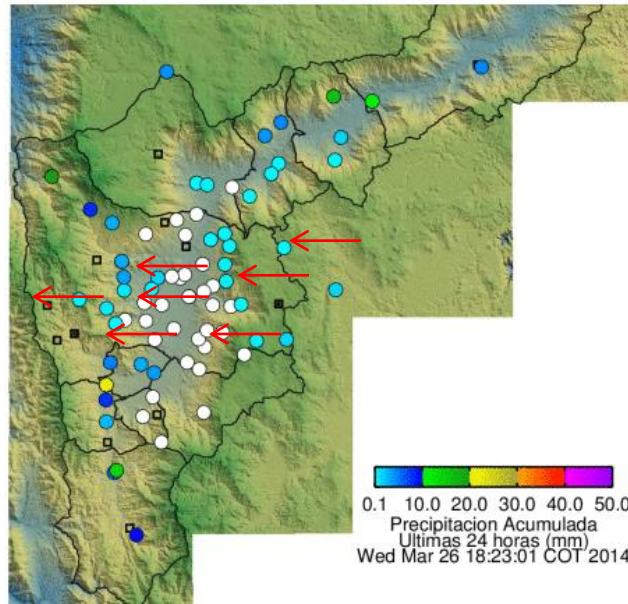 0.1 10.0 20.0 30.0 40.0 50.0
Precipitacion Acumulada
Ultimas 24 horas (mm)
Wed Mar 26 18:23:01 COT 2014